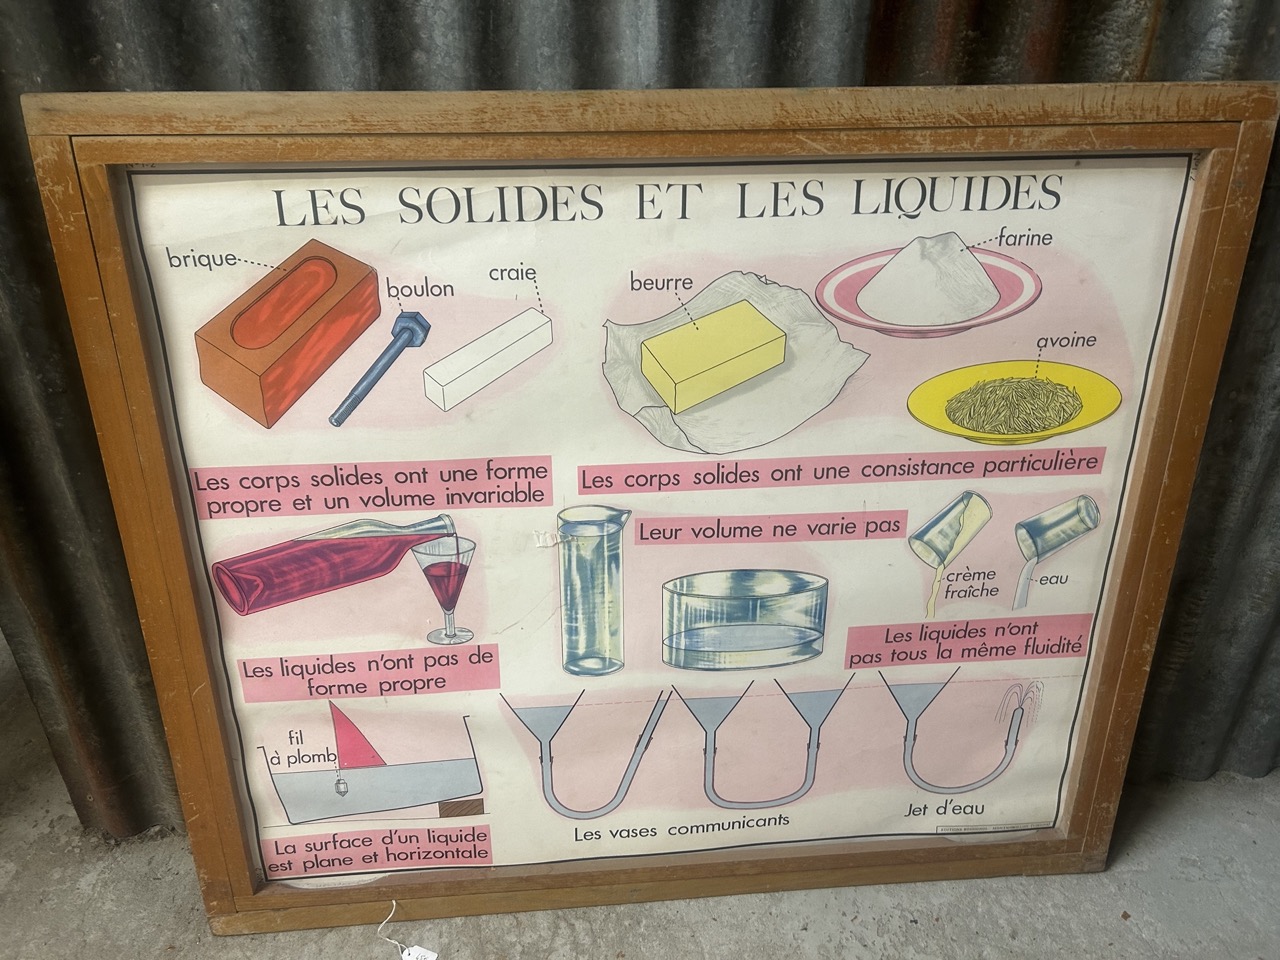 LES SOLIDES ET LES LIQUIDES
brique
boulon
craie
beurre
farine
avoine
Les corps solides ont une forme
propre et un volume invariable
Les corps solides ont une consistance particulière
Leur volume ne varie pas
crème
fraîche
eau
Les liquides n'ont pas de
forme propre
Les liquides n'ont
pas tous la même fluidité
fil
à plomb
La surface d'un liquide
est plane et horizontale
Les vases communicants
Jet d'eau